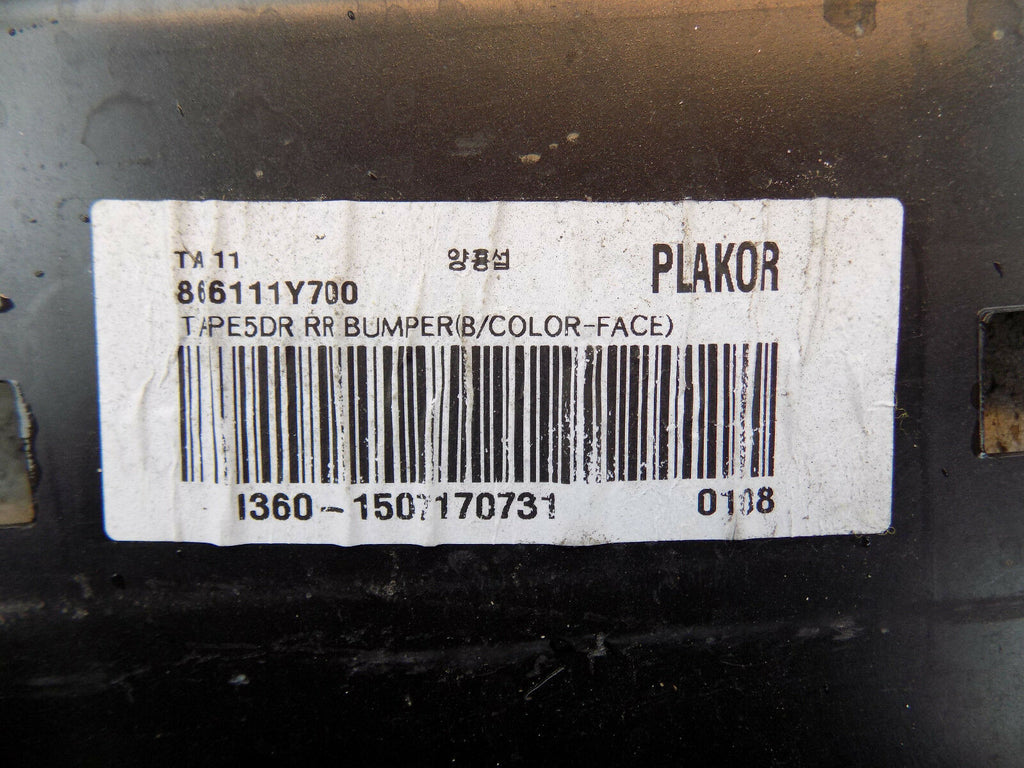 TA 11 양용섭 PLAKOR
866111Y700
TAPE5DR RR BUMPER(B/COLOR-FACE)
I360-1507170731 0108